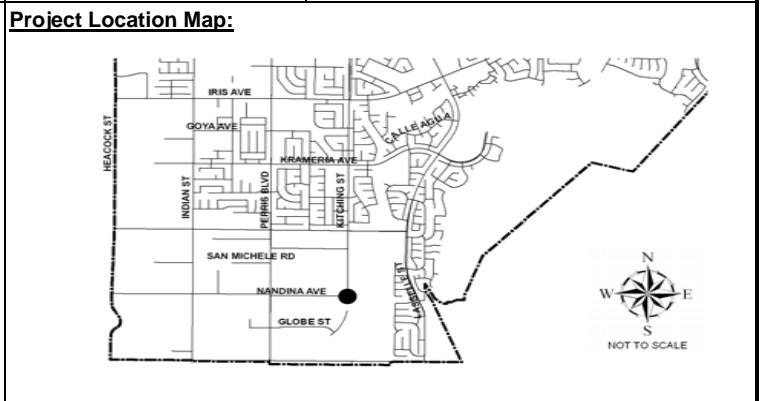 Project Location Map:
IRIS AVE
GOYA AVE
CALLE AGUA
HEACOCK ST
KRAMERIA AVE
INDIAN ST
PERRIS BLVD
KITCHING ST
SAN MICHELE RD
LASSELLE ST
NANDINA AVE
GLOBE ST
N
W E
S
NOT TO SCALE